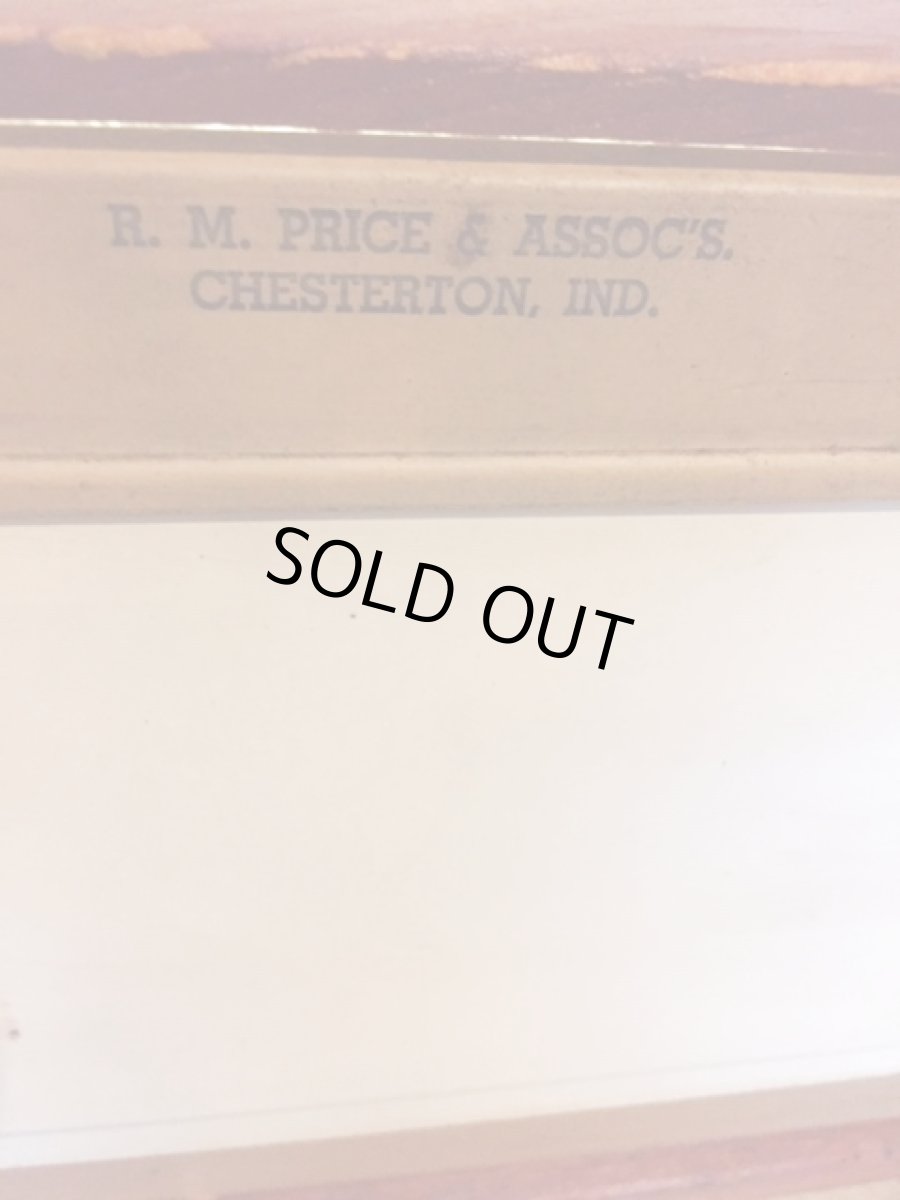 R. M. PRICE & ASSOC'S.
CHESTERTON, IND.
SOLD OUT